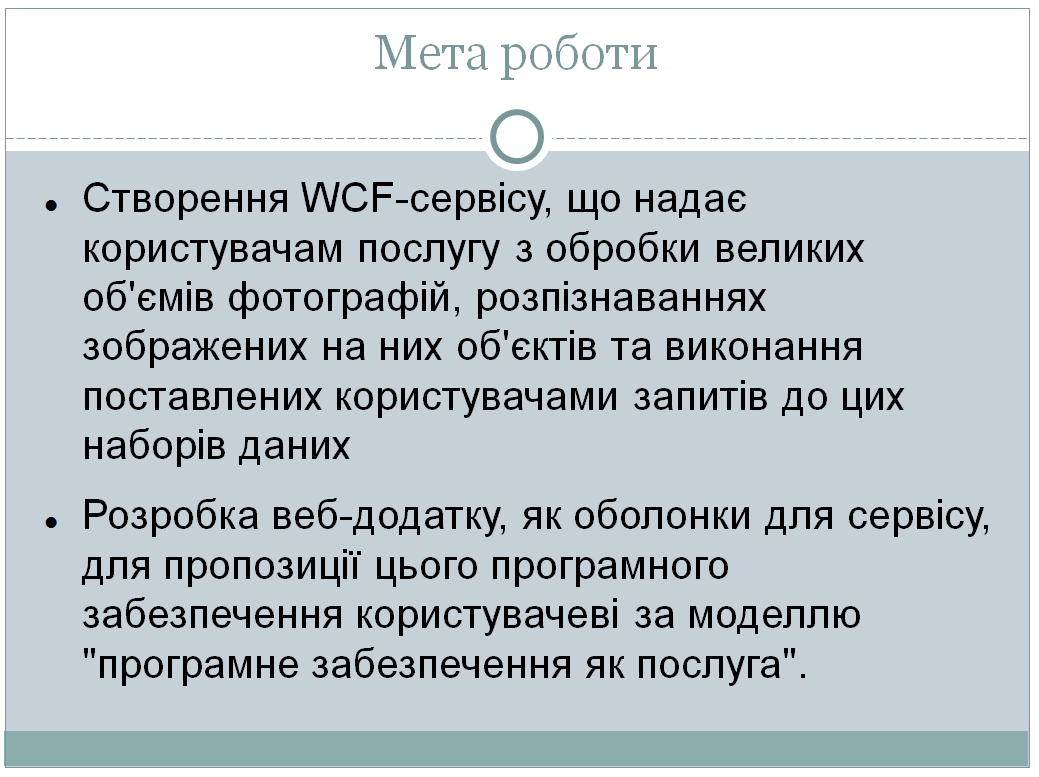 Мета роботи
● Створення WCF-сервісу, що надає
користувачам послугу з обробки великих
об'ємів фотографій, розпізнаваннях
зображених на них об'єктів та виконання
поставлених користувачами запитів до цих
наборів даних
● Розробка веб-додатку, як оболонки для сервісу,
для пропозиції цього програмного
забезпечення користувачеві за моделлю
"програмне забезпечення як послуга".